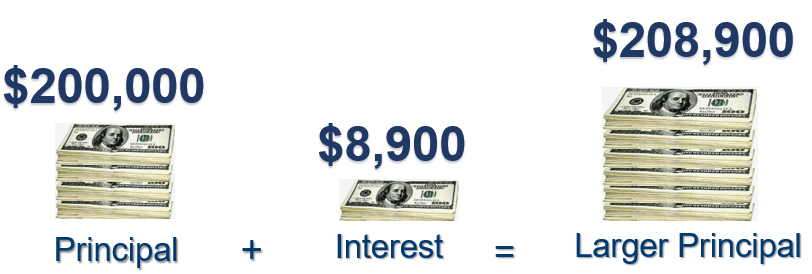 $208,900
$200,000
$8,900
Principal + Interest = Larger Principal